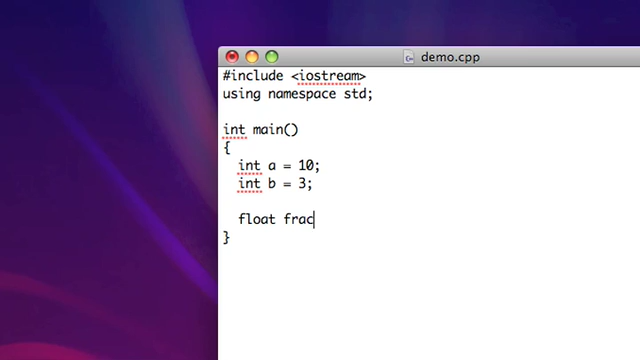 demo.cpp
#include <iostream>
using namespace std;
int main()
{
int a = 10;
int b = 3;
float frac
}